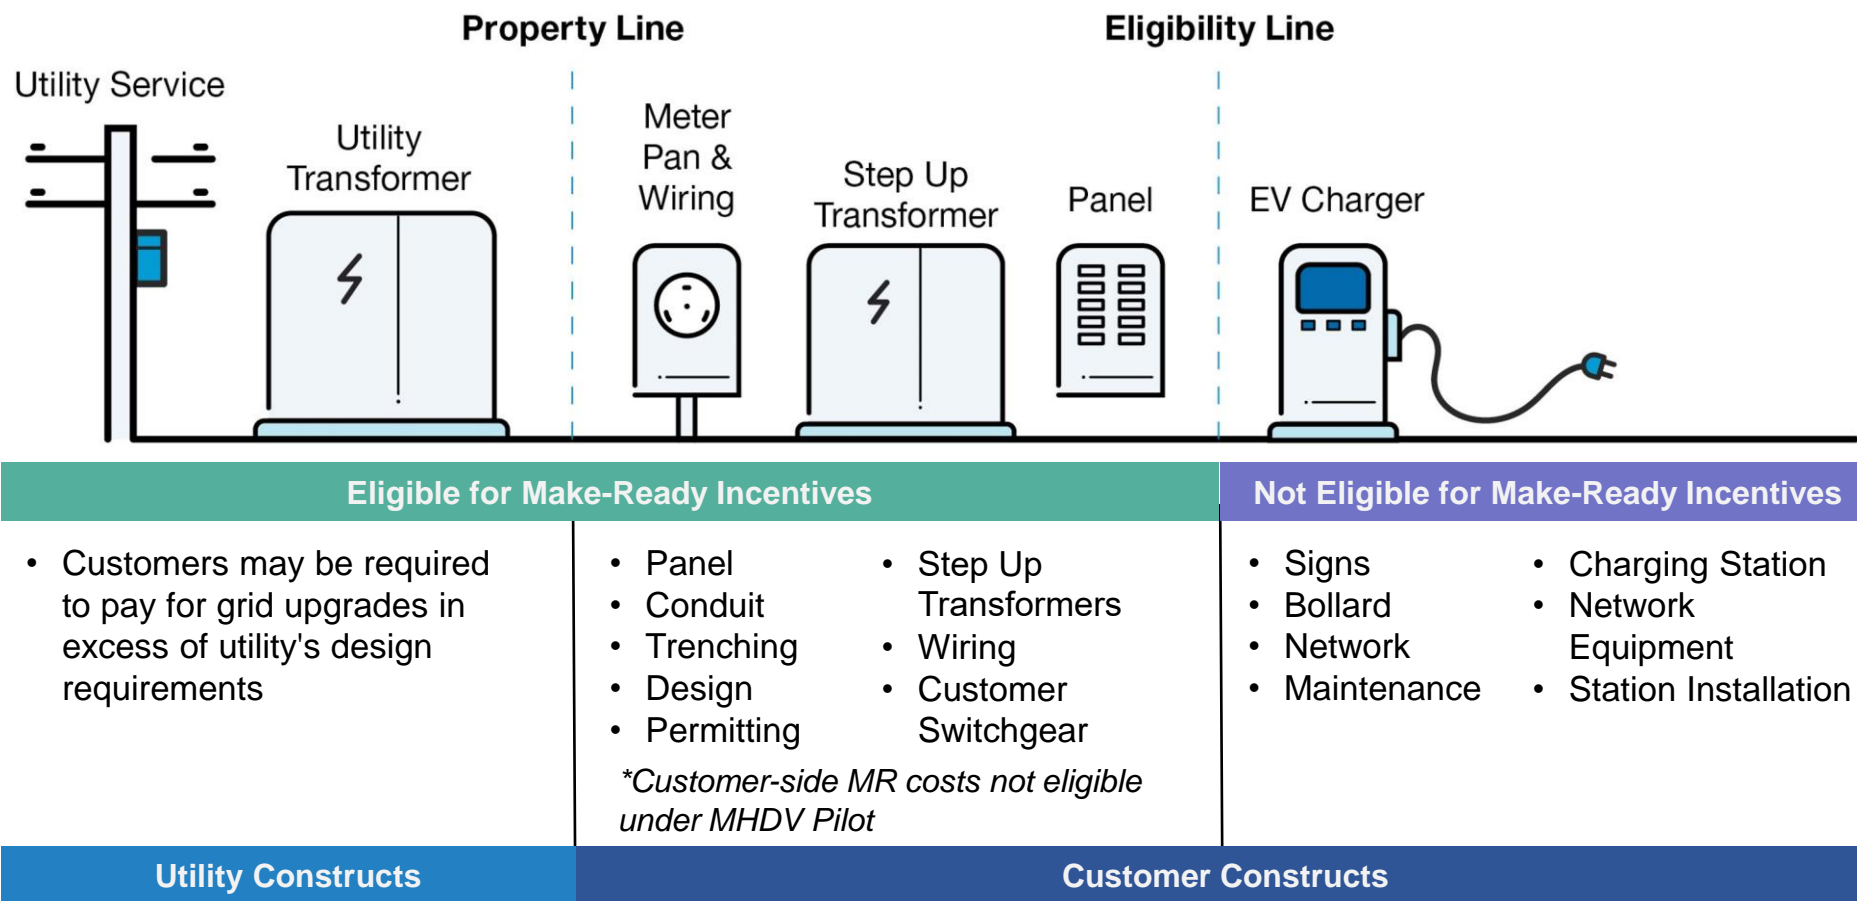 Property Line
Eligibility Line
Utility Service
Utility
Transformer
Meter
Pan &
Wiring
Step Up
Transformer
Panel
EV Charger
Eligible for Make-Ready Incentives
Not Eligible for Make-Ready Incentives
• Customers may be required
to pay for grid upgrades in
excess of utility's design
requirements
• Panel
• Conduit
• Trenching
• Design
• Permitting
• Step Up
Transformers
• Wiring
• Customer
Switchgear
*Customer-side MR costs not eligible
under MHDV Pilot
• Signs
• Bollard
• Network
• Maintenance
• Charging Station
• Network
Equipment
• Station Installation
Utility Constructs
Customer Constructs